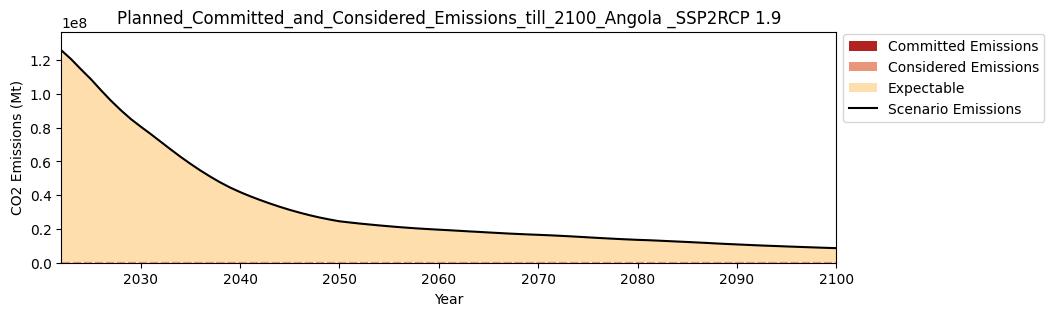 Planned_Committed_and_Considered_Emissions_till_2100_Angola _SSP2RCP 1.9
1e8
1.2
1.0
0.8
0.6
0.4
0.2
0.0
CO2 Emissions (Mt)
2030 2040 2050 2060 2070 2080 2090 2100
Year
Committed Emissions
Considered Emissions
Expectable
Scenario Emissions